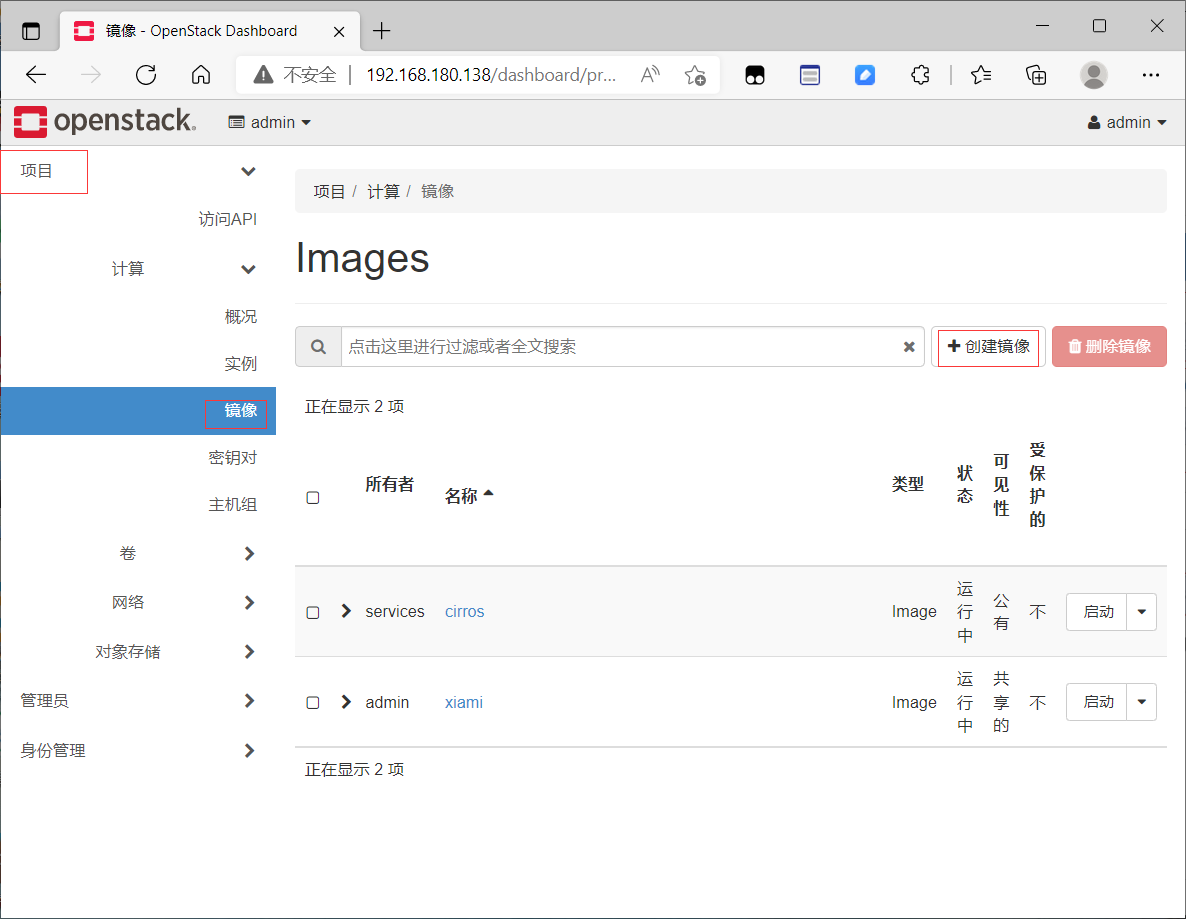 镜像 - OpenStack Dashboard
不安全 | 192.168.180.138/dashboard/pr...
openstack. admin admin
项目
访问API
计算
概况
实例
镜像
密钥对
主机组
卷
网络
对象存储
管理员
身份管理
项目 / 计算 / 镜像
Images
点击这里进行过滤或者全文搜索 创建镜像 删除镜像
正在显示 2 项
所有者 名称 类型 状态 可见性 受保护的
services cirros Image 运行中 公有 不 启动
admin xiami Image 运行中 共享的 不 启动
正在显示 2 项